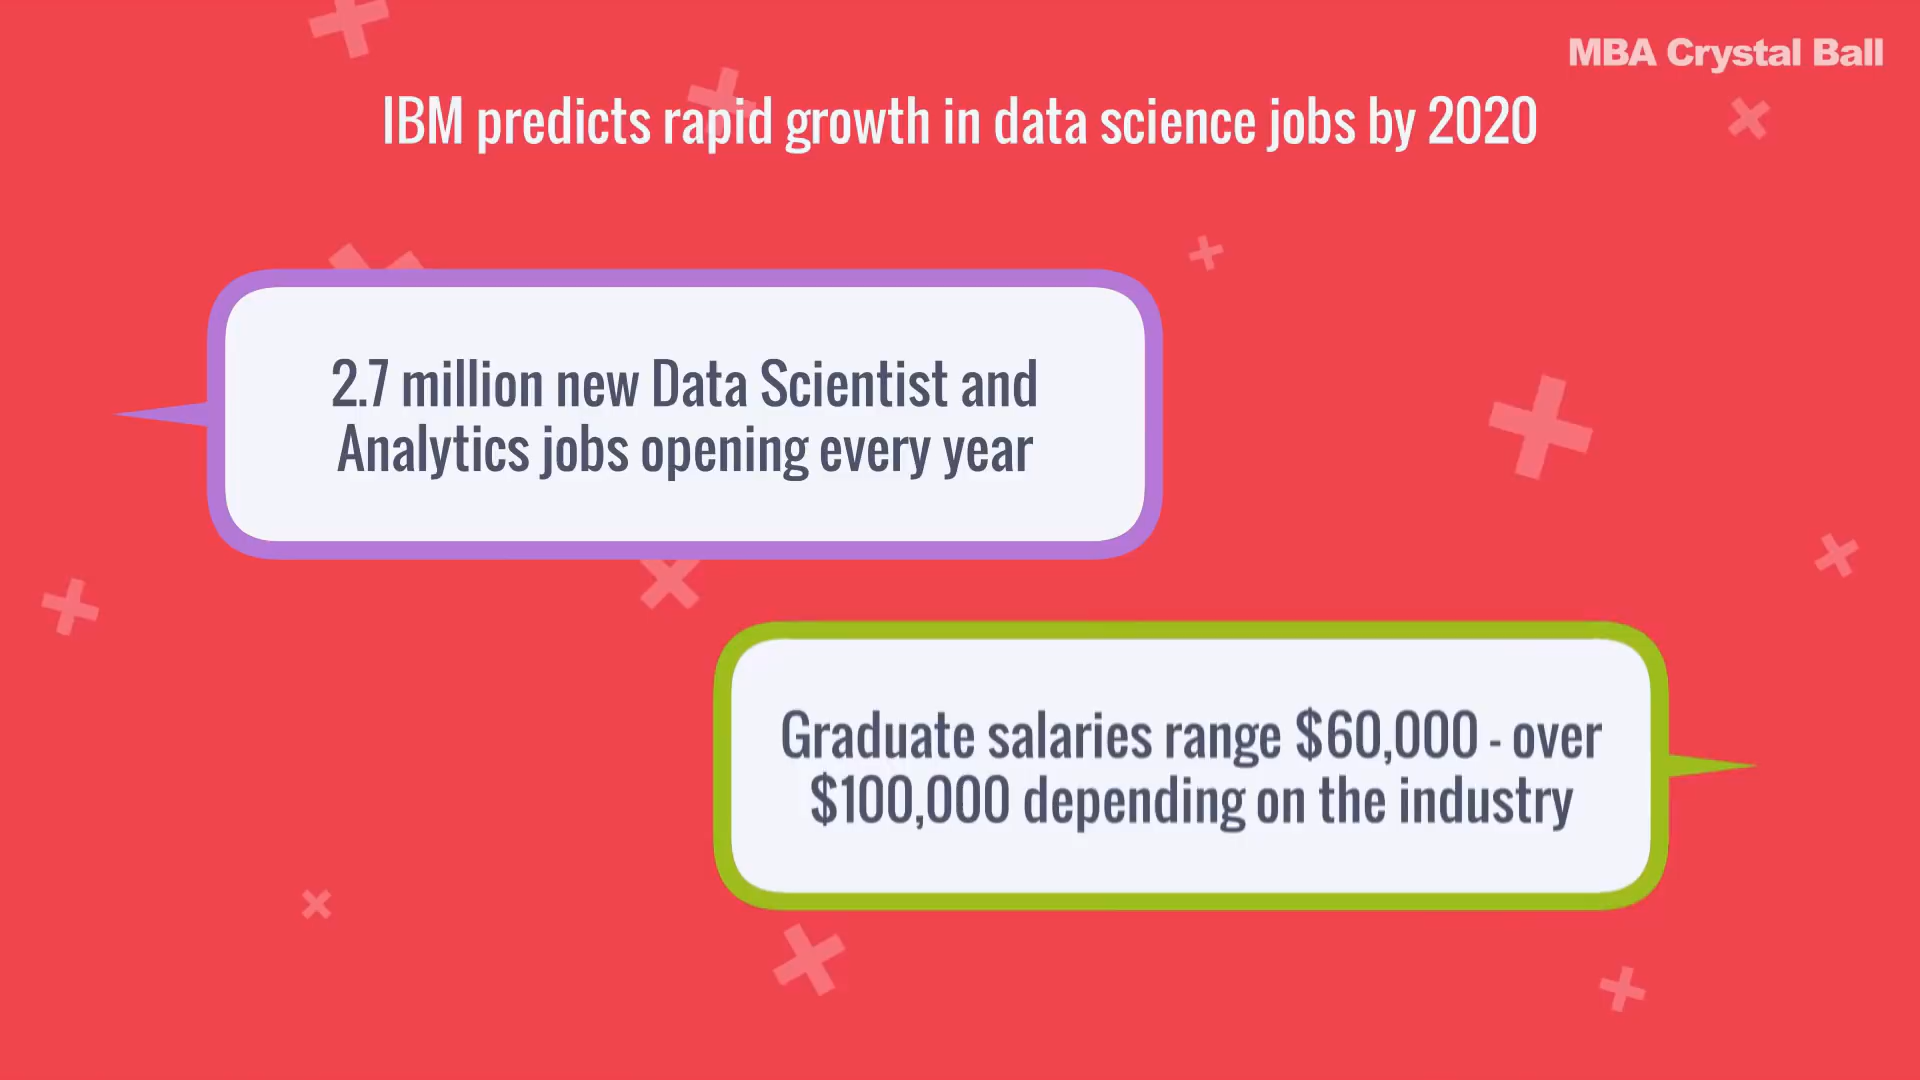 MBA Crystal Ball
IBM predicts rapid growth in data science jobs by 2020
2.7 million new Data Scientist and
Analytics jobs opening every year
Graduate salaries range $60,000 - over
$100,000 depending on the industry